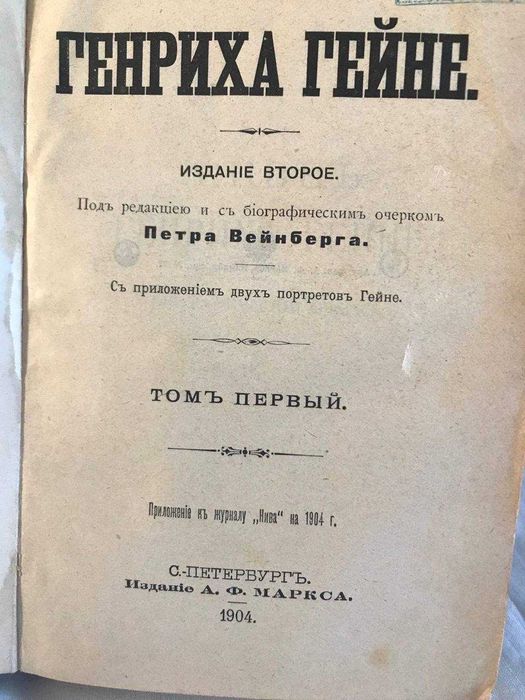 ГЕНРИХА ГЕЙНЕ.
ИЗДАНІЕ ВТОРОЕ.
Подъ редакціею и съ біографическимъ очеркомъ
Петра Вейнберга.
Съ приложеніемъ двухъ портретовъ Гейне.
ТОМЪ ПЕРВЫЙ.
Приложеніе къ журналу „Нива" на 1904 г.
С.-ПЕТЕРБУРГЪ.
Изданіе А. Ф. МАРКСА.
1904.